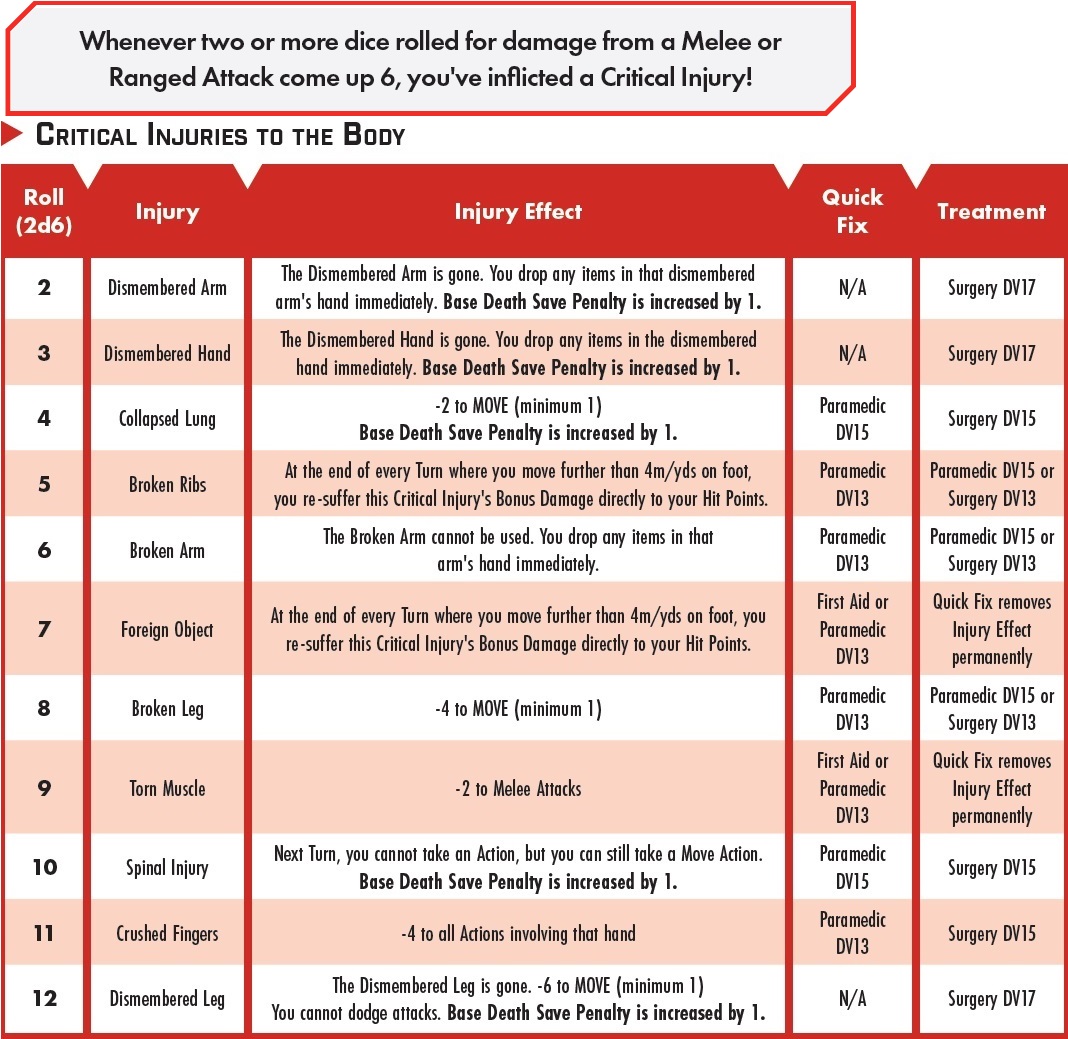 Whenever two or more dice rolled for damage from a Melee or
Ranged Attack come up 6, you've inflicted a Critical Injury!
CRITICAL INJURIES TO THE BODY
Roll (2d6) Injury Injury Effect Quick Fix Treatment
2 Dismembered Arm The Dismembered Arm is gone. You drop any items in that dismembered arm's hand immediately. Base Death Save Penalty is increased by 1. N/A Surgery DV17
3 Dismembered Hand The Dismembered Hand is gone. You drop any items in the dismembered hand immediately. Base Death Save Penalty is increased by 1. N/A Surgery DV17
4 Collapsed Lung -2 to MOVE (minimum 1) Base Death Save Penalty is increased by 1. Paramedic DV15 Surgery DV15
5 Broken Ribs At the end of every Turn where you move further than 4m/yds on foot, you re-suffer this Critical Injury's Bonus Damage directly to your Hit Points. Paramedic DV13 Paramedic DV15 or Surgery DV13
6 Broken Arm The Broken Arm cannot be used. You drop any items in that arm's hand immediately. Paramedic DV13 Paramedic DV15 or Surgery DV13
7 Foreign Object At the end of every Turn where you move further than 4m/yds on foot, you re-suffer this Critical Injury's Bonus Damage directly to your Hit Points. First Aid or Paramedic DV13 Quick Fix removes Injury Effect permanently
8 Broken Leg -4 to MOVE (minimum 1) Paramedic DV13 Paramedic DV15 or Surgery DV13
9 Torn Muscle -2 to Melee Attacks First Aid or Paramedic DV13 Quick Fix removes Injury Effect permanently
10 Spinal Injury Next Turn, you cannot take an Action, but you can still take a Move Action. Base Death Save Penalty is increased by 1. Paramedic DV15 Surgery DV15
11 Crushed Fingers -4 to all Actions involving that hand Paramedic DV13 Surgery DV15
12 Dismembered Leg The Dismembered Leg is gone. -6 to MOVE (minimum 1) You cannot dodge attacks. Base Death Save Penalty is increased by 1. N/A Surgery DV17